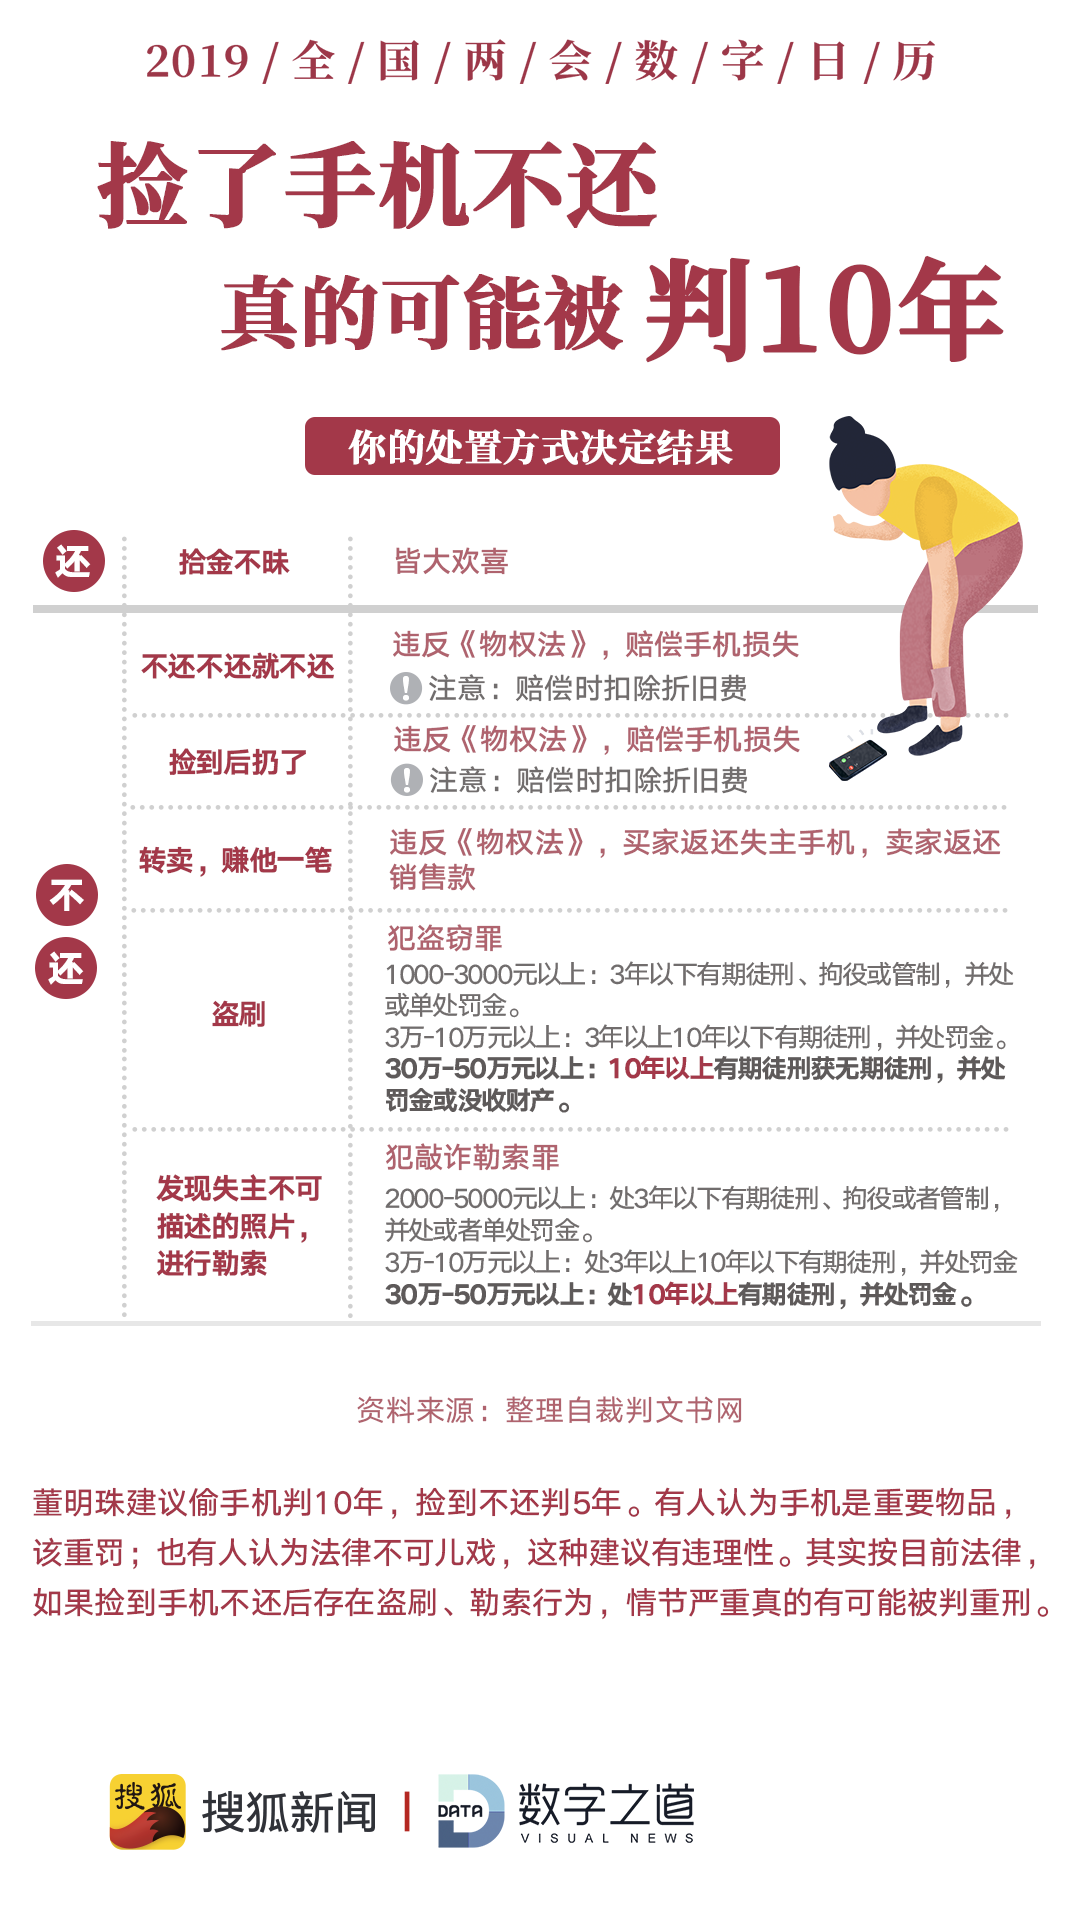 2019/全/国/两/会/数/字/日/历
捡了手机不还
真的可能被判10年
你的处置方式决定结果
还
拾金不昧
皆大欢喜
不还不还就不还
违反《物权法》，赔偿手机损失
!注意：赔偿时扣除折旧费
捡到后扔了
违反《物权法》，赔偿手机损失
!注意：赔偿时扣除折旧费
不
还
转卖，赚他一笔
违反《物权法》，买家返还失主手机，卖家返还
销售款
盗刷
犯盗窃罪
1000-3000元以上：3年以下有期徒刑、拘役或管制，并处
或单处罚金。
3万-10万元以上：3年以上10年以下有期徒刑，并处罚金。
30万-50万元以上：10年以上有期徒刑获无期徒刑，并处
罚金或没收财产。
发现失主不可
描述的照片，
进行勒索
犯敲诈勒索罪
2000-5000元以上：处3年以下有期徒刑、拘役或者管制，
并处或者单处罚金。
3万-10万元以上：处3年以上10年以下有期徒刑，并处罚金
30万-50万元以上：处10年以上有期徒刑，并处罚金。
资料来源：整理自裁判文书网
董明珠建议偷手机判10年，捡到不还判5年。有人认为手机是重要物品，
该重罚；也有人认为法律不可儿戏，这种建议有违理性。其实按目前法律，
如果捡到手机不还后存在盗刷、勒索行为，情节严重真的有可能被判重刑。
搜狐
搜狐新闻
DATA
数字之道
VISUAL NEWS